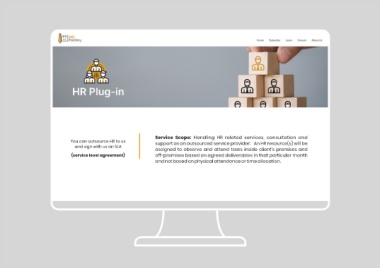 Home
Learn
About Us
HR Plug-in
You can outsource HR to us
and sign with us an SLA
(service level agreement)
Service Scope: Handling HR related services, consultation and
support as an outsourced service provider. An HR resource(s) will be
assigned to observe and attend tasks inside client's premises and
off-premises based on agreed deliverables in that particular month
and not based on physical attendance or time allocation.